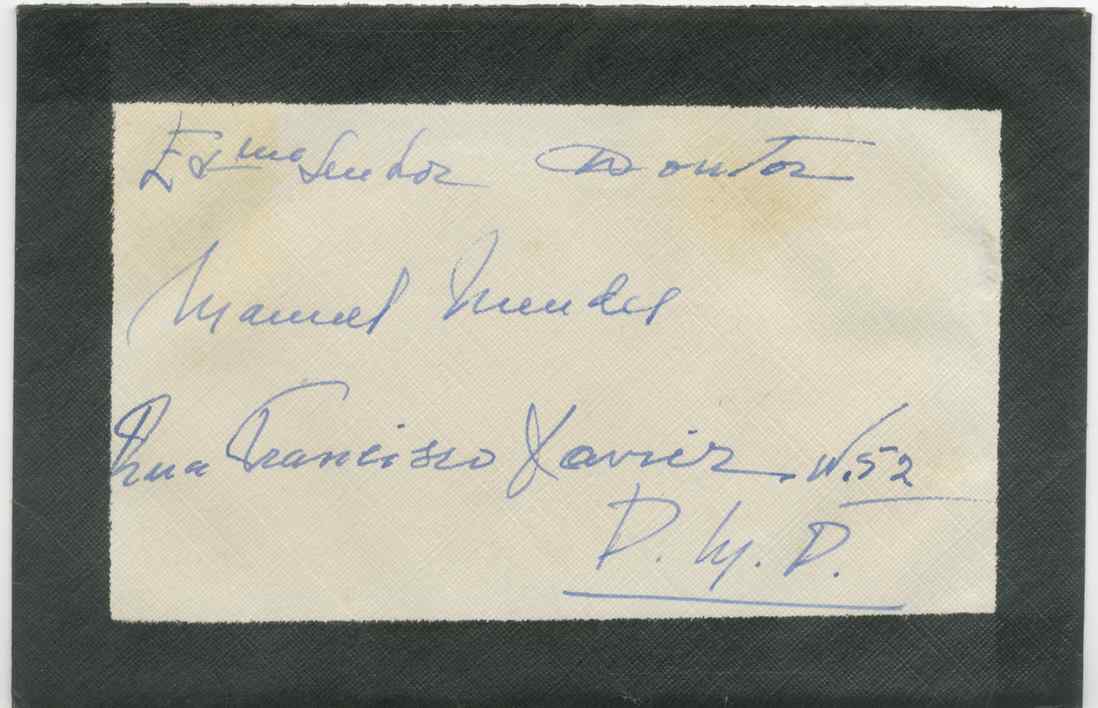 Exmo Senhor Doutor
Manuel Mendes
Rua Francisco Xavier N.52
P. M. P.